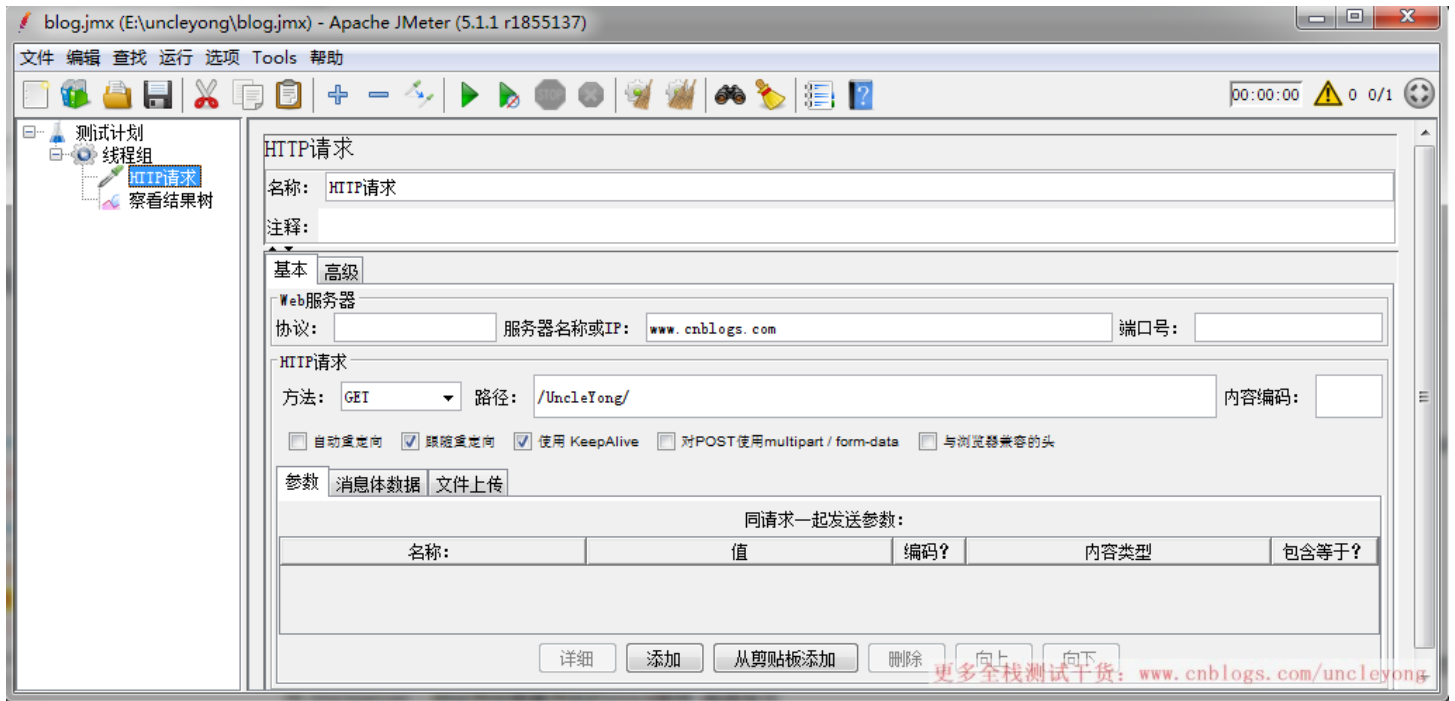 blog.jmx (E:\uncleyong\blog.jmx) - Apache JMeter (5.1.1 r1855137)
文件 编辑 查找 运行 选项 Tools 帮助
STOP
00:00:00 0 0/1
测试计划
线程组
HTTP请求
察看结果树
HTTP请求
名称: HTTP请求
注释:
基本 高级
Web服务器
协议: 服务器名称或IP: www.cnblogs.com 端口号:
HTTP请求
方法: GET 路径: /UncleYong/ 内容编码:
自动重定向 跟随重定向 使用 KeepAlive 对POST使用multipart / form-data 与浏览器兼容的头
参数 消息体数据 文件上传
同请求一起发送参数:
名称: 值 编码? 内容类型 包含等于?
详细 添加 从剪贴板添加 删除 向上 向下
更多全栈测试干货: www.cnblogs.com/uncleyong